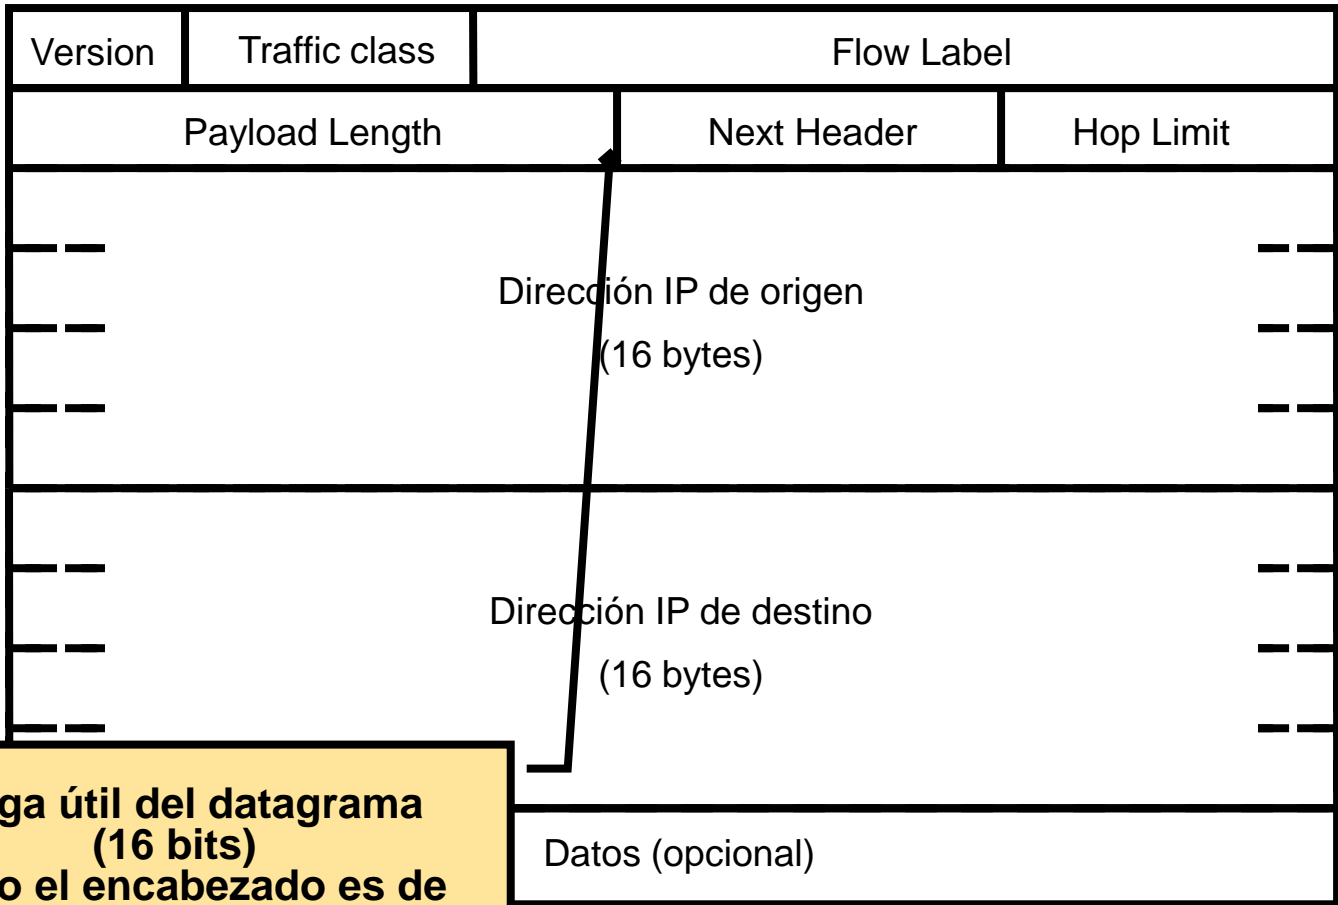 Version
Traffic class
Flow Label
Payload Length
Next Header
Hop Limit
Dirección IP de origen
(16 bytes)
Dirección IP de destino
(16 bytes)
ga útil del datagrama
(16 bits)
o el encabezado es de
Datos (opcional)